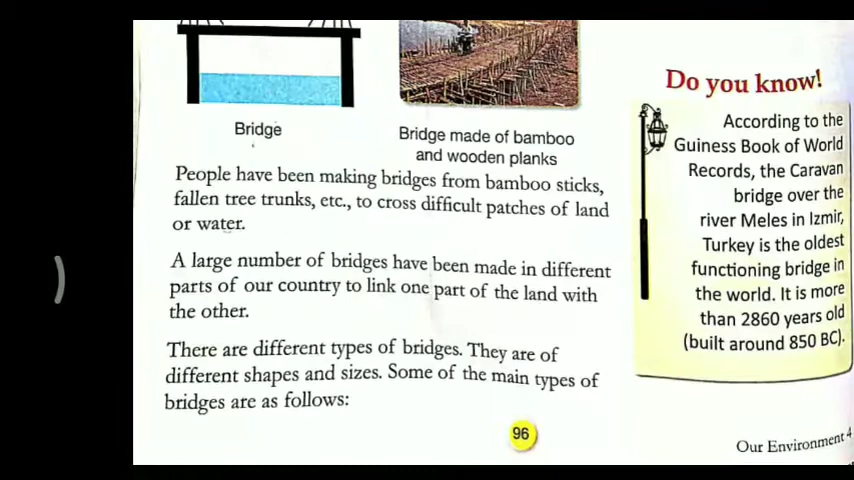 Bridge
Bridge made of bamboo
and wooden planks
People have been making bridges from bamboo sticks,
fallen tree trunks, etc., to cross difficult patches of land
or water.
A large number of bridges have been made in different
parts of our country to link one part of the land with
the other.
There are different types of bridges. They are of
different shapes and sizes. Some of the main types of
bridges are as follows:
96
Do you know!
According to the
Guiness Book of World
Records, the Caravan
bridge over the
river Meles in Izmir,
Turkey is the oldest
functioning bridge in
the world. It is more
than 2860 years old
(built around 850 BC).
Our Environment 4